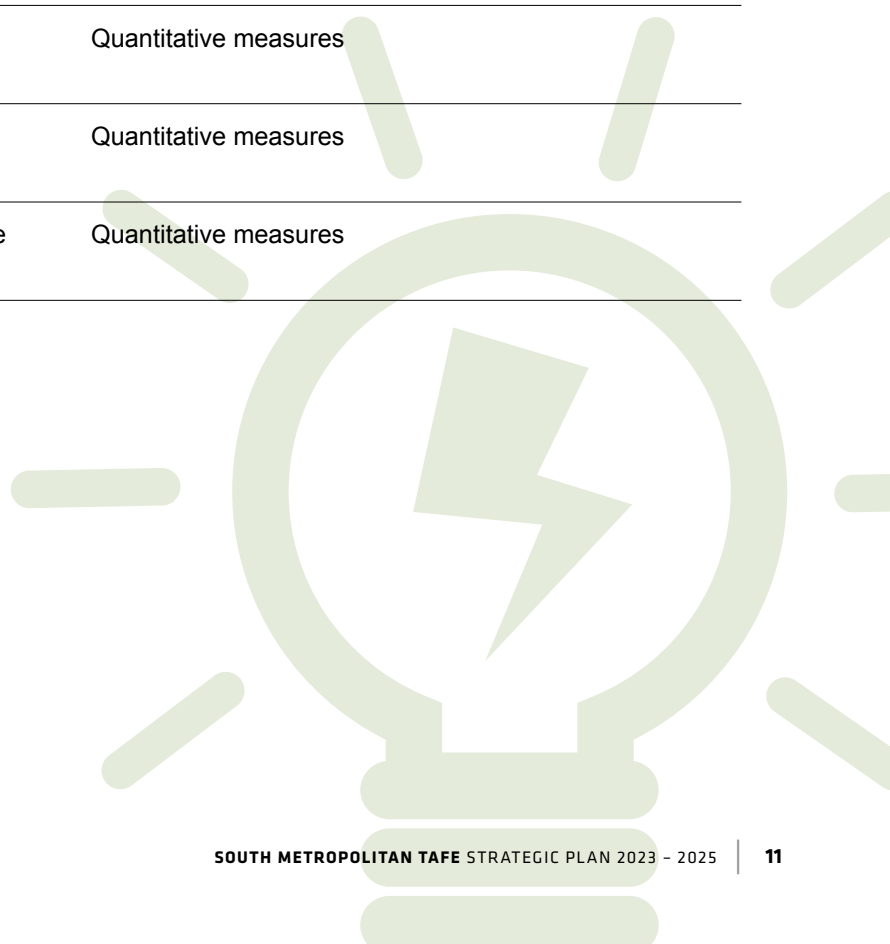 Quantitative measures
Quantitative measures
e Quantitative measures
SOUTH METROPOLITAN TAFE STRATEGIC PLAN 2023 – 2025 | 11